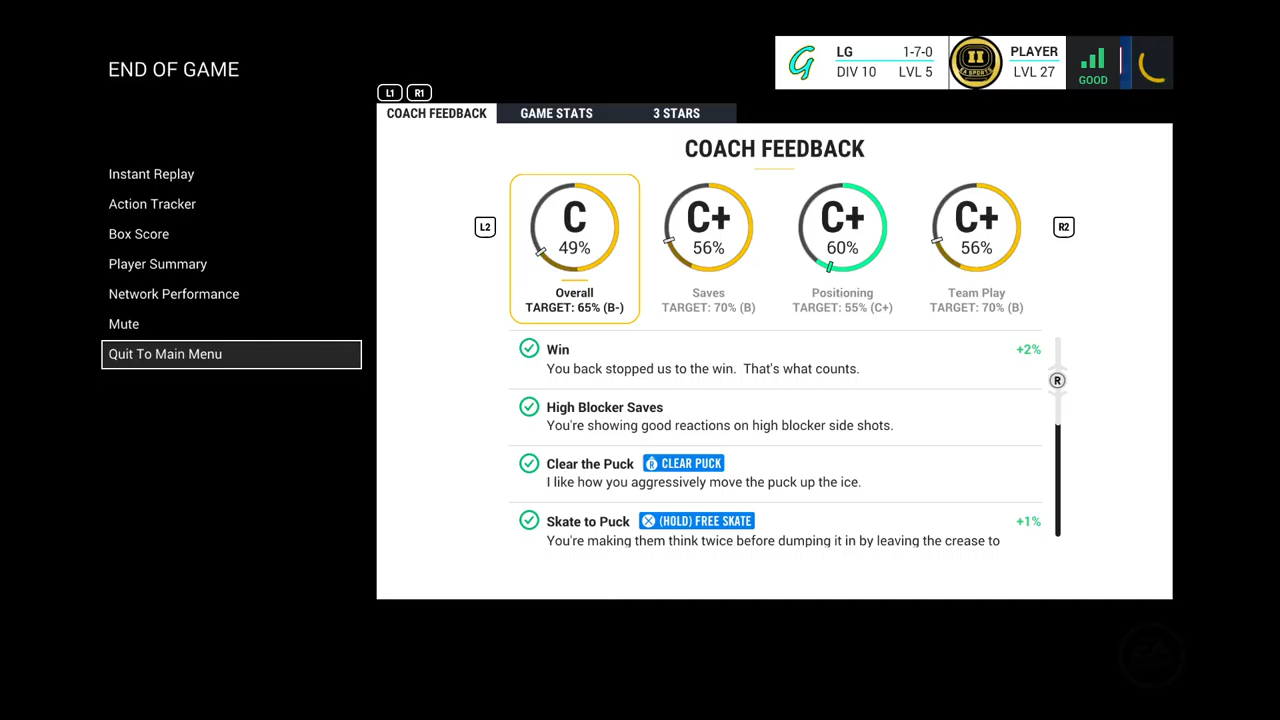 END OF GAME
LG 1-7-0
DIV 10 LVL 5
PLAYER
LVL 27
GOOD
L1 R1
COACH FEEDBACK GAME STATS 3 STARS
Instant Replay
Action Tracker
Box Score
Player Summary
Network Performance
Mute
Quit To Main Menu
COACH FEEDBACK
L2 C C+ C+ C+ R2
49% 56% 60% 56%
Overall Saves Positioning Team Play
TARGET: 65% (B-) TARGET: 70% (B) TARGET: 55% (C+) TARGET: 70% (B)
Win +2%
You back stopped us to the win. That's what counts.
R
High Blocker Saves
You're showing good reactions on high blocker side shots.
Clear the Puck R CLEAR PUCK
I like how you aggressively move the puck up the ice.
Skate to Puck (HOLD) FREE SKATE +1%
You're making them think twice before dumping it in by leaving the crease to
EA